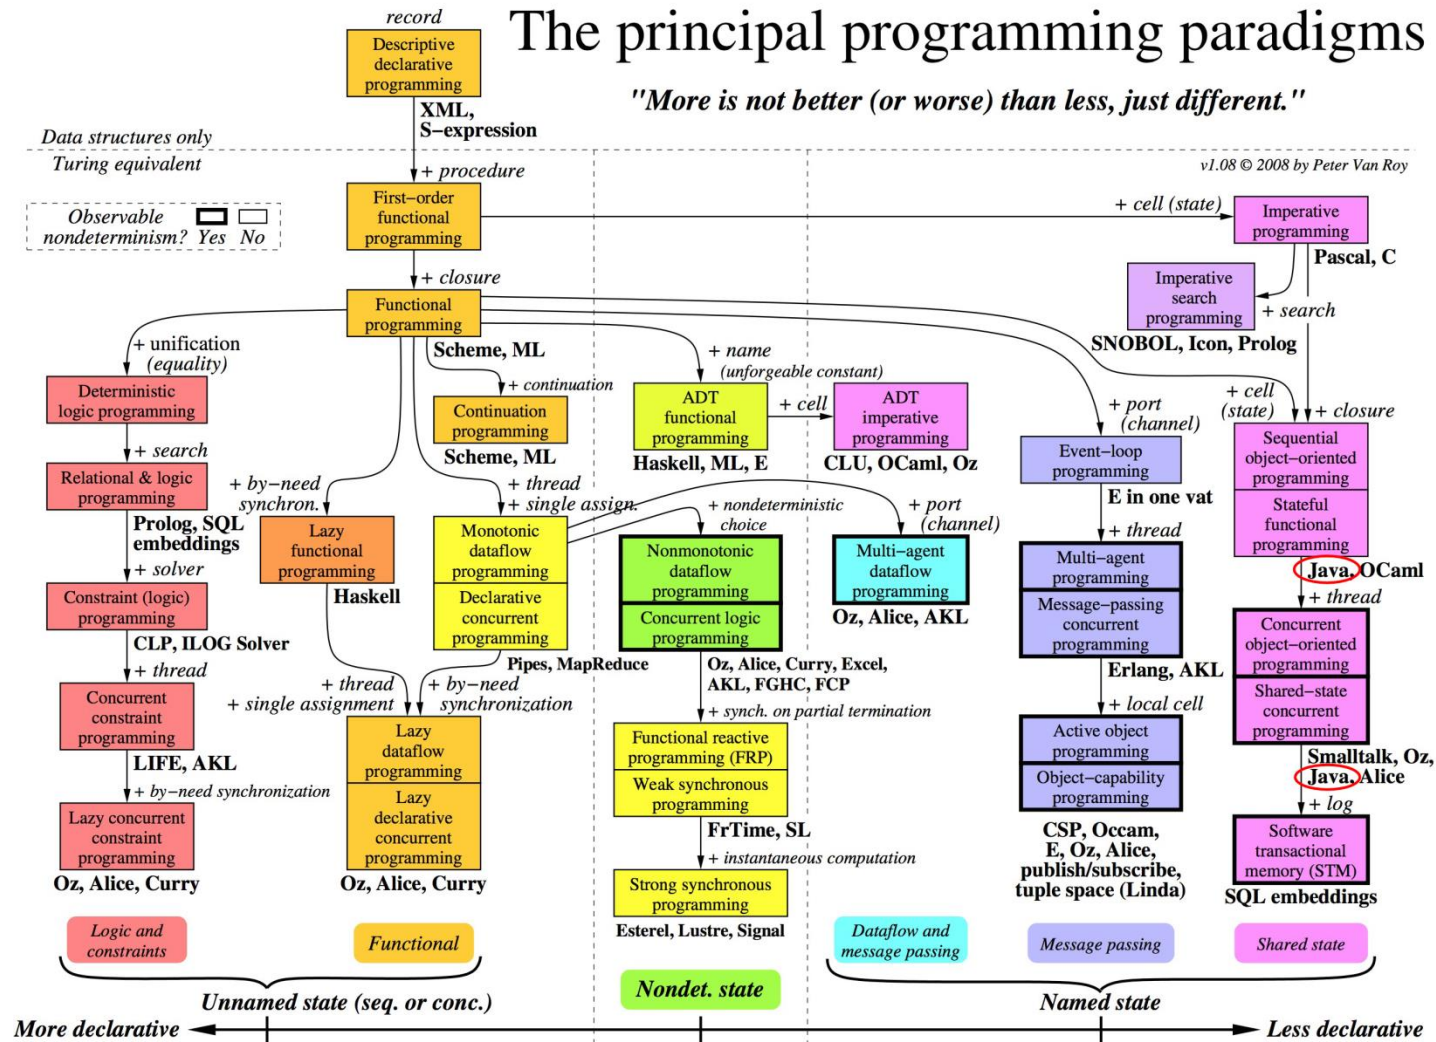 The principal programming paradigms
"More is not better (or worse) than less, just different."
record
Descriptive
declarative
programming
XML,
S−expression
Data structures only
Turing equivalent
v1.08 © 2008 by Peter Van Roy
+ procedure
Observable
nondeterminism? Yes No
First−order
functional
programming
+ cell (state)
Imperative
programming
Pascal, C
+ closure
Imperative
search
programming
+ search
SNOBOL, Icon, Prolog
Functional
programming
Scheme, ML
+ unification
(equality)
+ continuation
+ name
(unforgeable constant)
+ port
(channel)
+ cell
(state)
+ closure
Deterministic
logic programming
Continuation
programming
Scheme, ML
ADT
functional
programming
Haskell, ML, E
+ cell
ADT
imperative
programming
CLU, OCaml, Oz
Event−loop
programming
E in one vat
Sequential
object−oriented
programming
Stateful
functional
programming
Java, OCaml
+ search
Relational & logic
programming
Prolog, SQL
embeddings
+ by−need
synchron.
+ thread
+ single assign.
+ nondeterministic
choice
+ port
(channel)
+ thread
+ thread
+ solver
Lazy
functional
programming
Haskell
Monotonic
dataflow
programming
Declarative
concurrent
programming
Pipes, MapReduce
Nonmonotonic
dataflow
programming
Concurrent logic
programming
Oz, Alice, Curry, Excel,
AKL, FGHC, FCP
Multi−agent
dataflow
programming
Oz, Alice, AKL
Multi−agent
programming
Message−passing
concurrent
programming
Erlang, AKL
Concurrent
object−oriented
programming
Shared−state
concurrent
programming
Smalltalk, Oz,
Java, Alice
Constraint (logic)
programming
CLP, ILOG Solver
+ thread
+ thread
+ single assignment
+ by−need
synchronization
+ synch. on partial termination
+ local cell
+ log
Concurrent
constraint
programming
LIFE, AKL
+ by−need synchronization
Lazy concurrent
constraint
programming
Oz, Alice, Curry
Lazy
dataflow
programming
Lazy
declarative
concurrent
programming
Oz, Alice, Curry
Functional reactive
programming (FRP)
Weak synchronous
programming
FrTime, SL
+ instantaneous computation
Strong synchronous
programming
Esterel, Lustre, Signal
Active object
programming
Object−capability
programming
CSP, Occam,
E, Oz, Alice,
publish/subscribe,
tuple space (Linda)
Software
transactional
memory (STM)
SQL embeddings
Logic and
constraints
Functional
Dataflow and
message passing
Message passing
Shared state
Unnamed state (seq. or conc.)
Nondet. state
Named state
More declarative
Less declarative